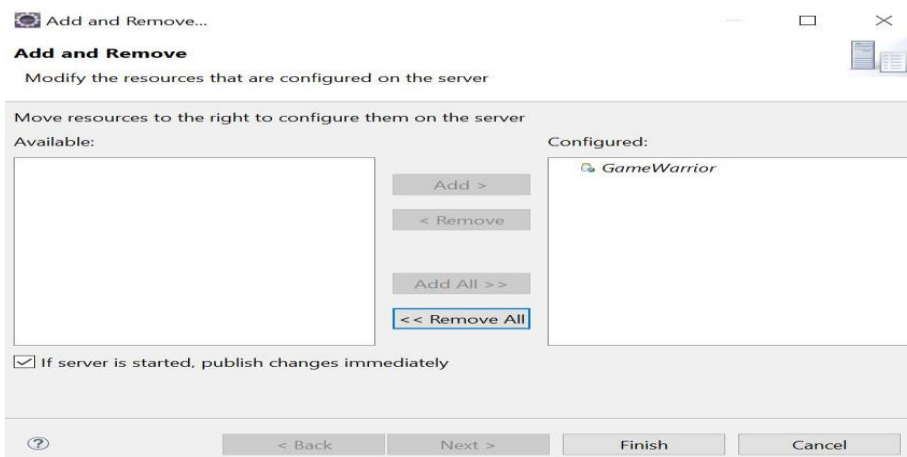 Add and Remove...
Add and Remove
Modify the resources that are configured on the server
Move resources to the right to configure them on the server
Available:
Configured:
GameWarrior
Add >
< Remove
Add All >>
<< Remove All
If server is started, publish changes immediately
?
< Back
Next >
Finish
Cancel